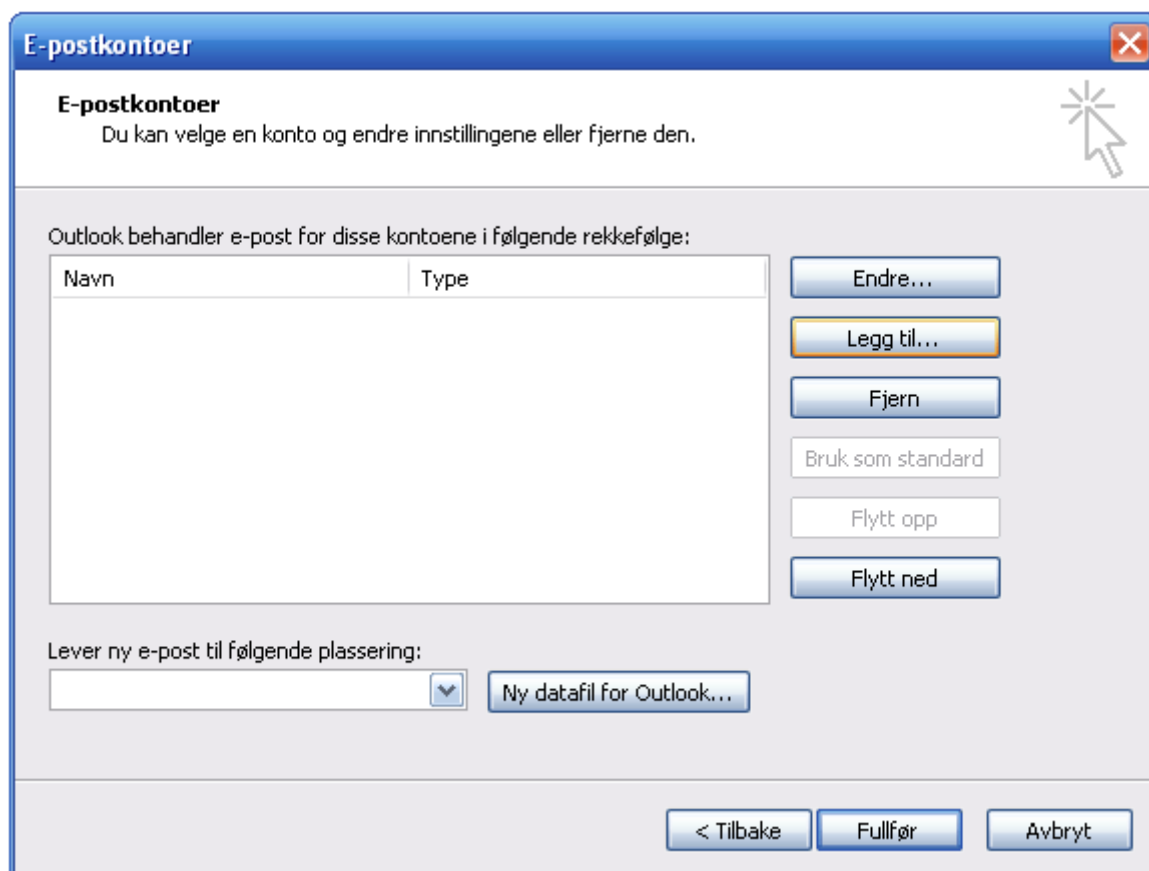 E-postkontoer
E-postkontoer
Du kan velge en konto og endre innstillingene eller fjerne den.
Outlook behandler e-post for disse kontoene i følgende rekkefølge:
Navn Type
Endre...
Legg til...
Fjern
Bruk som standard
Flytt opp
Flytt ned
Lever ny e-post til følgende plassering:
Ny datafil for Outlook...
< Tilbake Fullfør Avbryt